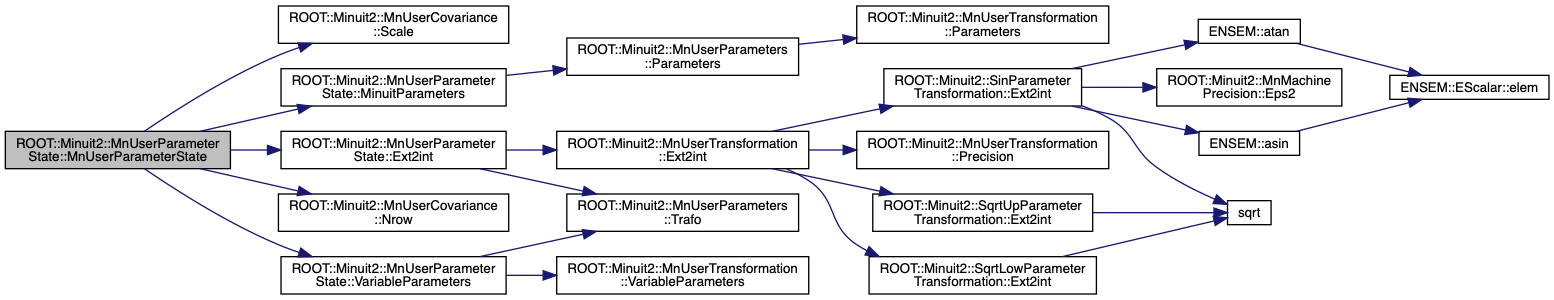 ROOT::Minuit2::MnUserParameter
State::MnUserParameterState
ROOT::Minuit2::MnUserCovariance
::Scale
ROOT::Minuit2::MnUserParameter
State::MinuitParameters
ROOT::Minuit2::MnUserParameter
State::Ext2int
ROOT::Minuit2::MnUserCovariance
::Nrow
ROOT::Minuit2::MnUserParameter
State::VariableParameters
ROOT::Minuit2::MnUserParameters
::Parameters
ROOT::Minuit2::MnUserTransformation
::Ext2int
ROOT::Minuit2::MnUserParameters
::Trafo
ROOT::Minuit2::MnUserTransformation
::VariableParameters
ROOT::Minuit2::MnUserTransformation
::Parameters
ROOT::Minuit2::SinParameter
Transformation::Ext2int
ROOT::Minuit2::MnUserTransformation
::Precision
ROOT::Minuit2::SqrtUpParameter
Transformation::Ext2int
ROOT::Minuit2::SqrtLowParameter
Transformation::Ext2int
ENSEM::atan
ROOT::Minuit2::MnMachine
Precision::Eps2
ENSEM::asin
sqrt
ENSEM::EScalar::elem